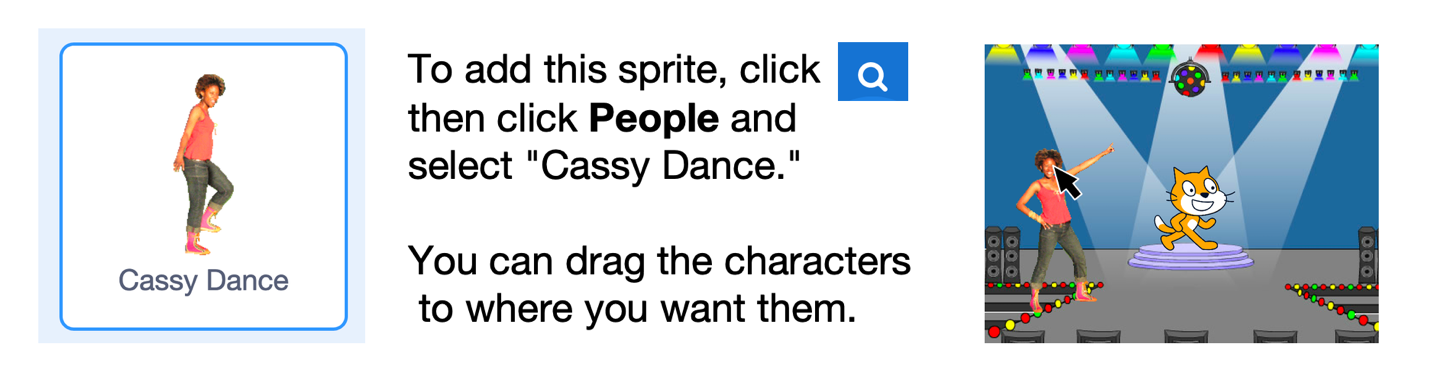 To add this sprite, click
then click People and
select "Cassy Dance."
You can drag the characters
to where you want them.
Cassy Dance